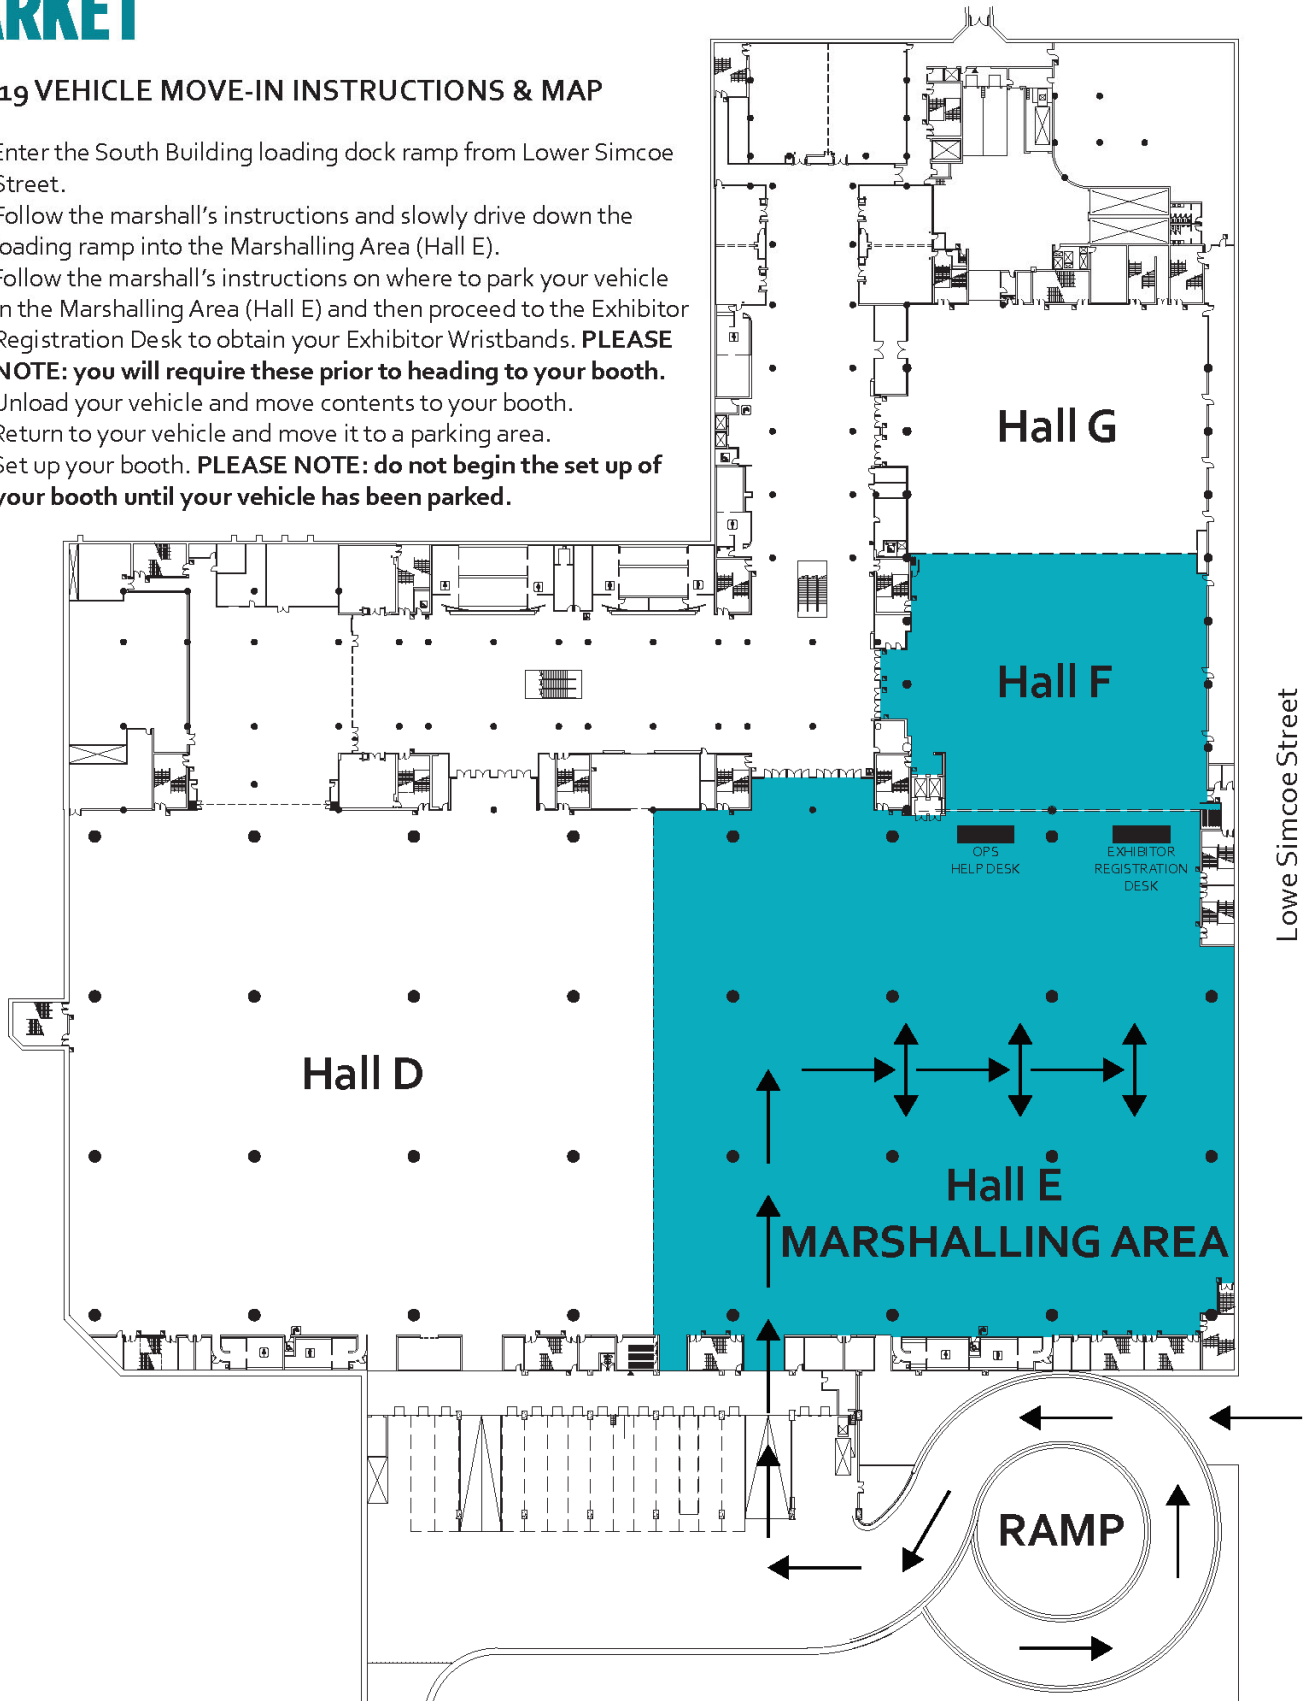 ARKET
19 VEHICLE MOVE-IN INSTRUCTIONS & MAP
Enter the South Building loading dock ramp from Lower Simcoe
Street.
Follow the marshall's instructions and slowly drive down the
loading ramp into the Marshalling Area (Hall E).
Follow the marshall's instructions on where to park your vehicle
in the Marshalling Area (Hall E) and then proceed to the Exhibitor
Registration Desk to obtain your Exhibitor Wristbands. PLEASE
NOTE: you will require these prior to heading to your booth.
Unload your vehicle and move contents to your booth.
Return to your vehicle and move it to a parking area.
Set up your booth. PLEASE NOTE: do not begin the set up of
your booth until your vehicle has been parked.
Hall G
Hall F
Lowe Simcoe Street
OPS
HELP DESK
EXHIBITOR
REGISTRATION
DESK
Hall D
Hall E
MARSHALLING AREA
RAMP